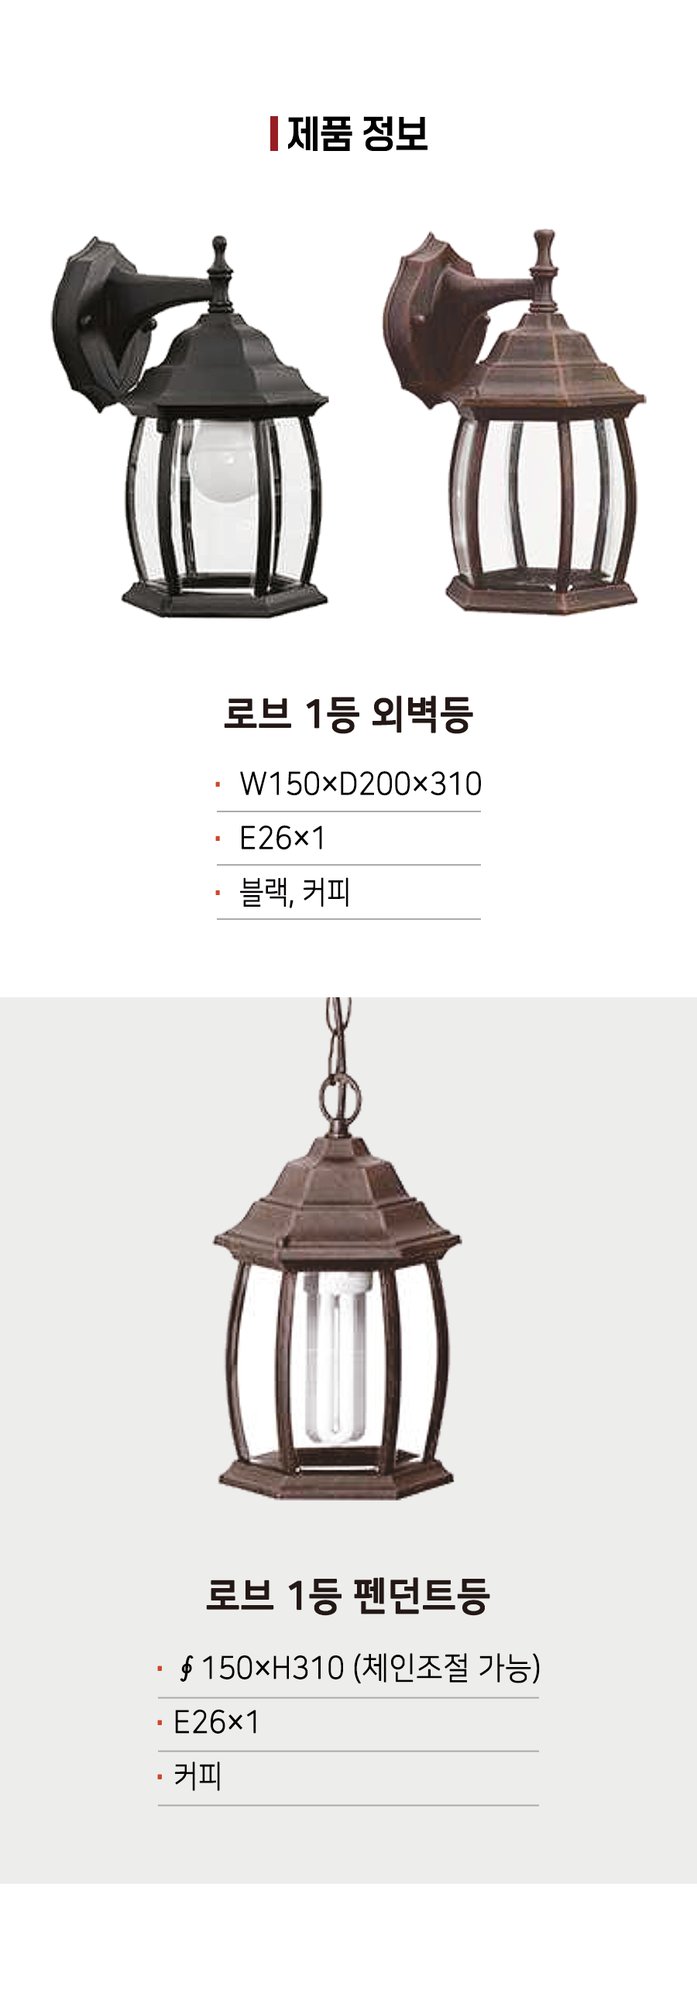 제품 정보
로브 1등 외벽등
· W150×D200×310
· E26×1
· 블랙, 커피
로브 1등 펜던트등
· ∮150×H310 (체인조절 가능)
· E26×1
· 커피